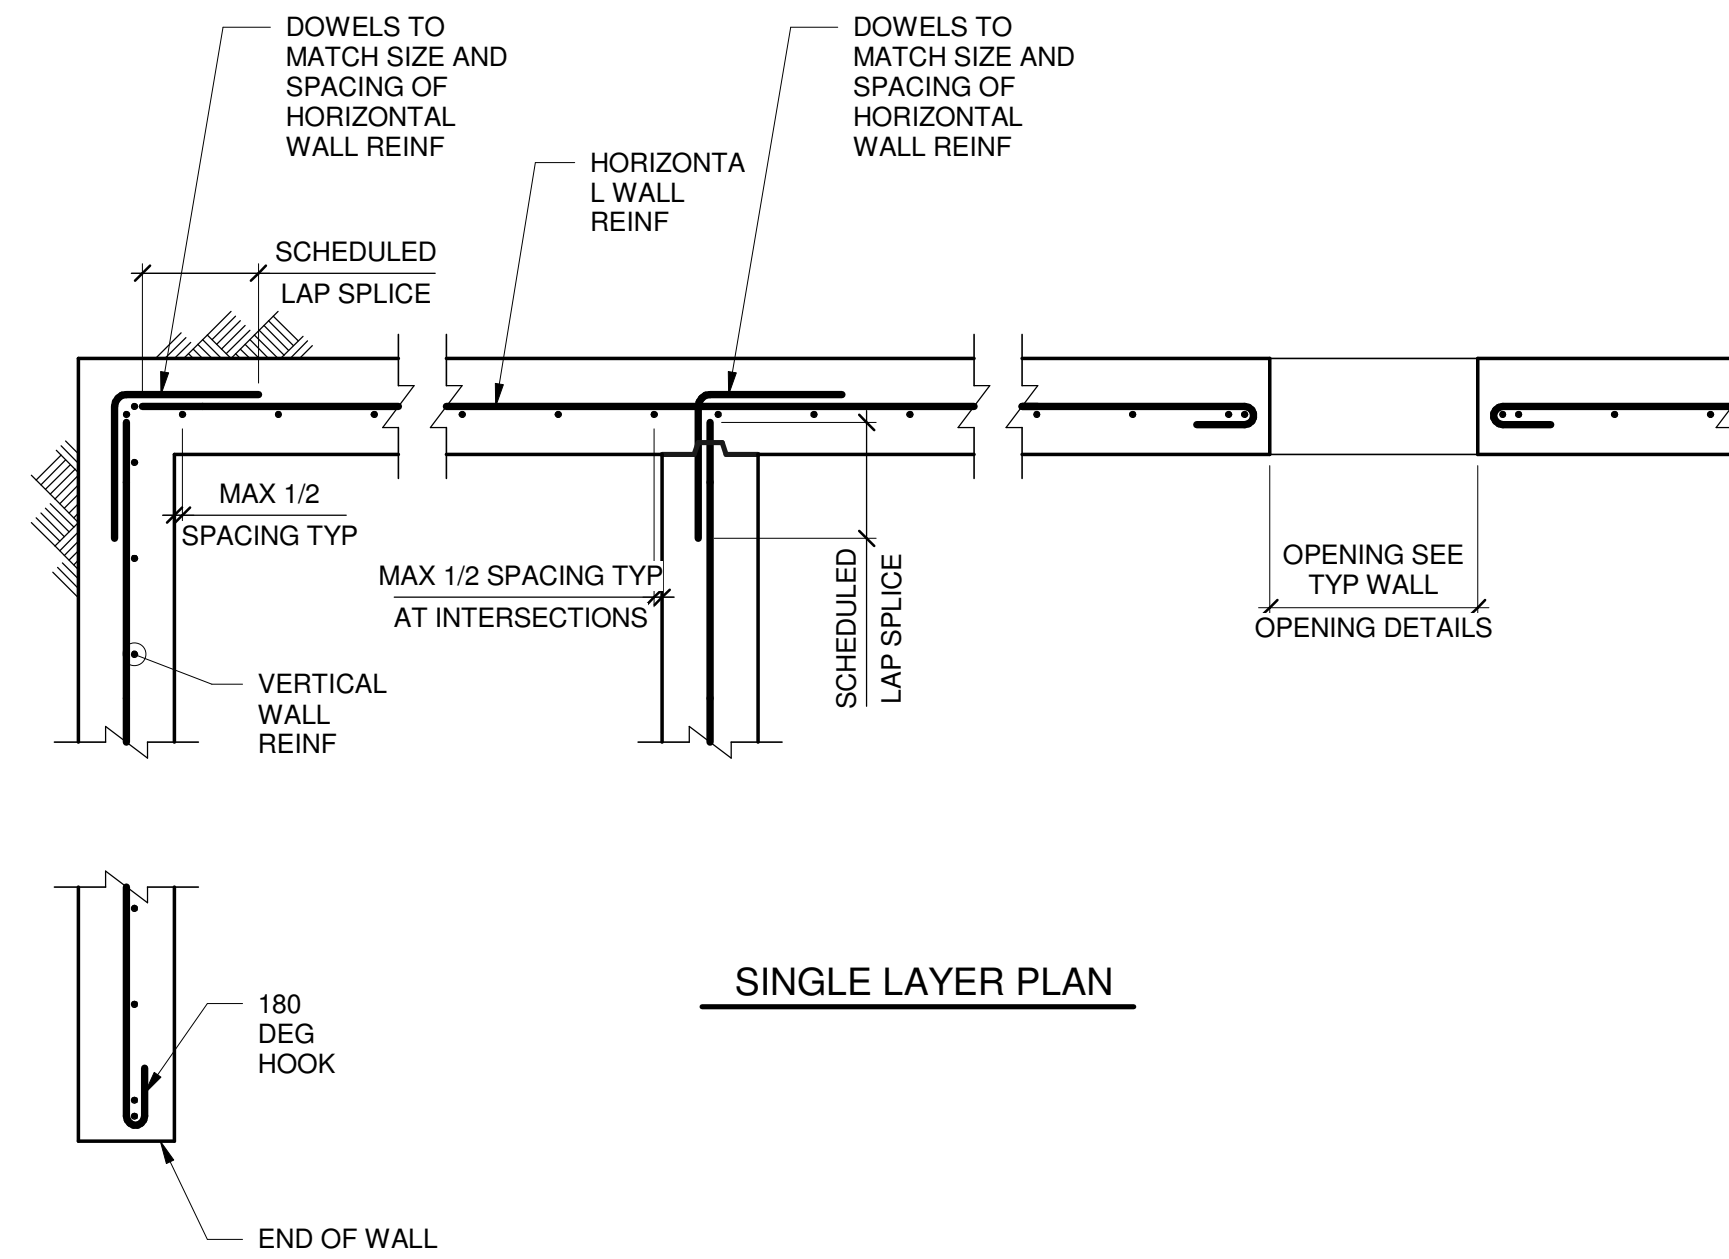 DOWELS TO
MATCH SIZE AND
SPACING OF
HORIZONTAL
WALL REINF
DOWELS TO
MATCH SIZE AND
SPACING OF
HORIZONTAL
WALL REINF
HORIZONTA
L WALL
REINF
SCHEDULED
LAP SPLICE
MAX 1/2
SPACING TYP
MAX 1/2 SPACING TYP
AT INTERSECTIONS
SCHEDULED
LAP SPLICE
OPENING SEE
TYP WALL
OPENING DETAILS
VERTICAL
WALL
REINF
180
DEG
HOOK
SINGLE LAYER PLAN
END OF WALL